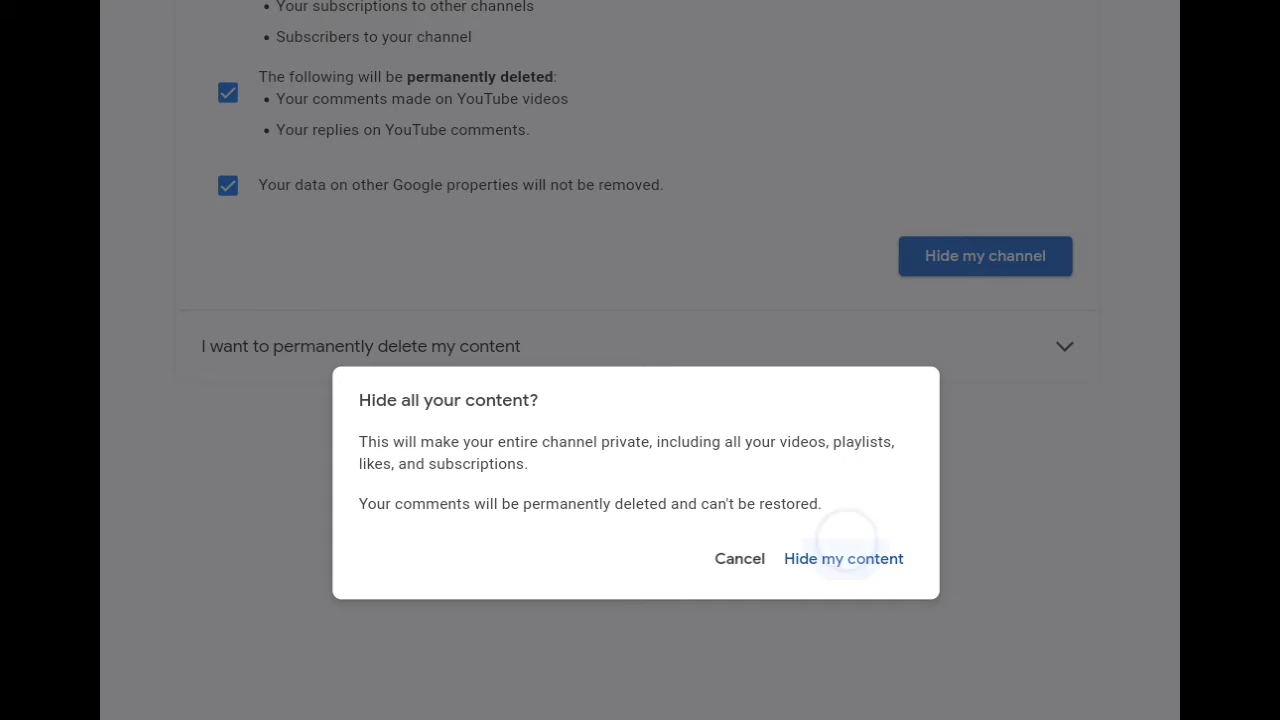 • Your subscriptions to other channels
• Subscribers to your channel
The following will be permanently deleted:
• Your comments made on YouTube videos
• Your replies on YouTube comments.
Your data on other Google properties will not be removed.
Hide my channel
I want to permanently delete my content
Hide all your content?
This will make your entire channel private, including all your videos, playlists,
likes, and subscriptions.
Your comments will be permanently deleted and can't be restored.
Cancel Hide my content